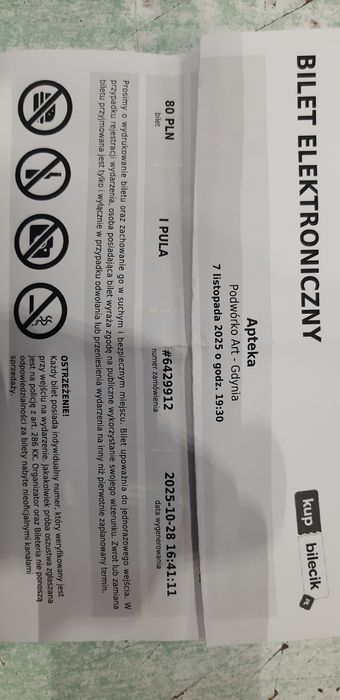 BILET ELEKTRONICZNY
kup bilecik
Apteka
Podwórko Art - Gdynia
7 listopada 2025 o godz. 19:30
80 PLN
bilet
I PULA
#6429912
numer zamówienia
2025-10-28 16:41:11
data wygenerowania
Prosimy o wydrukowanie biletu oraz zachowanie go w suchym i bezpiecznym miejscu. Bilet upoważnia do jednorazowego wejścia. W
przypadku rejestracji wydarzenia, osoba posiadająca bilet wyraża zgodę na publiczne wykorzystanie swojego wizerunku. Zwrot lub zamiana
biletu przyjmowana jest tylko i wyłącznie w przypadku odwołania lub przeniesienia wydarzenia na inny niż pierwotnie zaplanowany termin.
OSTRZEŻENIE!
Każdy bilet posiada indywidualny numer, który weryfikowany jest
przy wejściu na wydarzenie. Jakakolwiek próba oszustwa zgłaszana
jest na policję z art. 286 KK. Organizator oraz Bileteria nie ponoszą
odpowiedzialności za bilety nabyte nieoficjalnymi kanałami
sprzedaży.